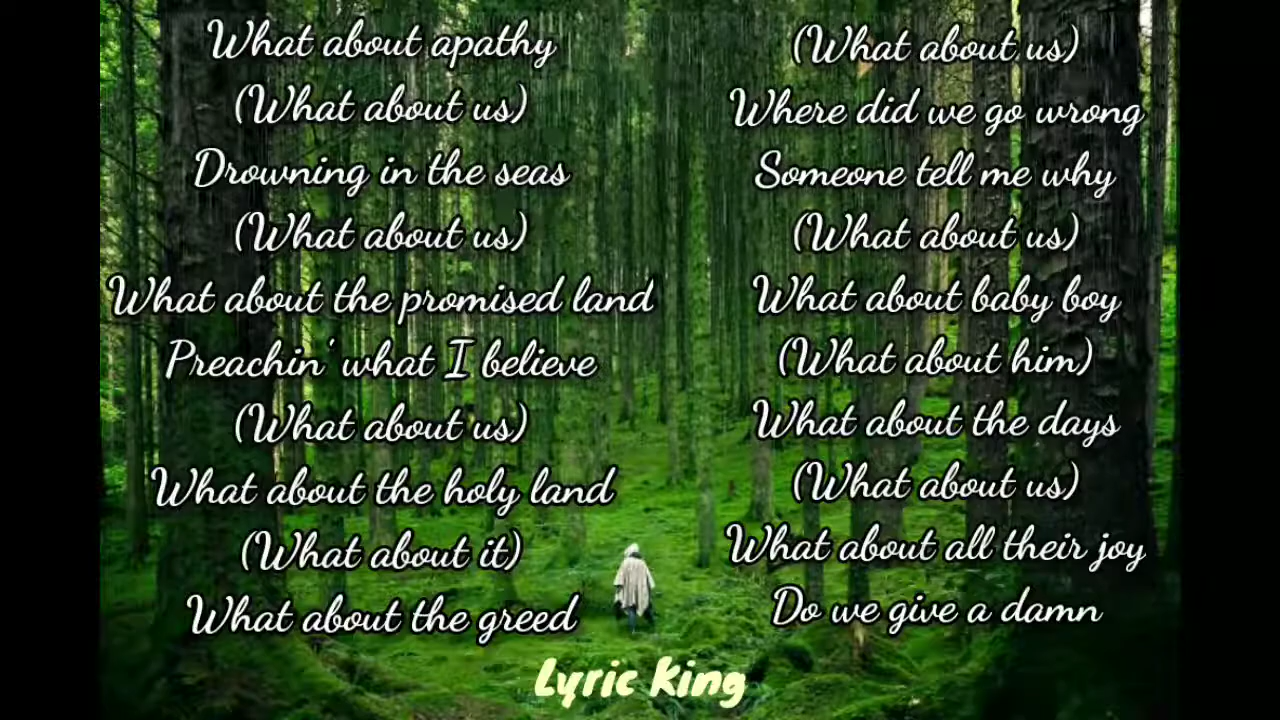 What about apathy
(What about us)
Drowning in the seas
(What about us)
What about the promised land
Preachin' what I believe
(What about us)
What about the holy land
(What about it)
What about the greed
(What about us)
Where did we go wrong
Someone tell me why
(What about us)
What about baby boy
(What about him)
What about the days
(What about us)
What about all their joy
Do we give a damn
Lyric King